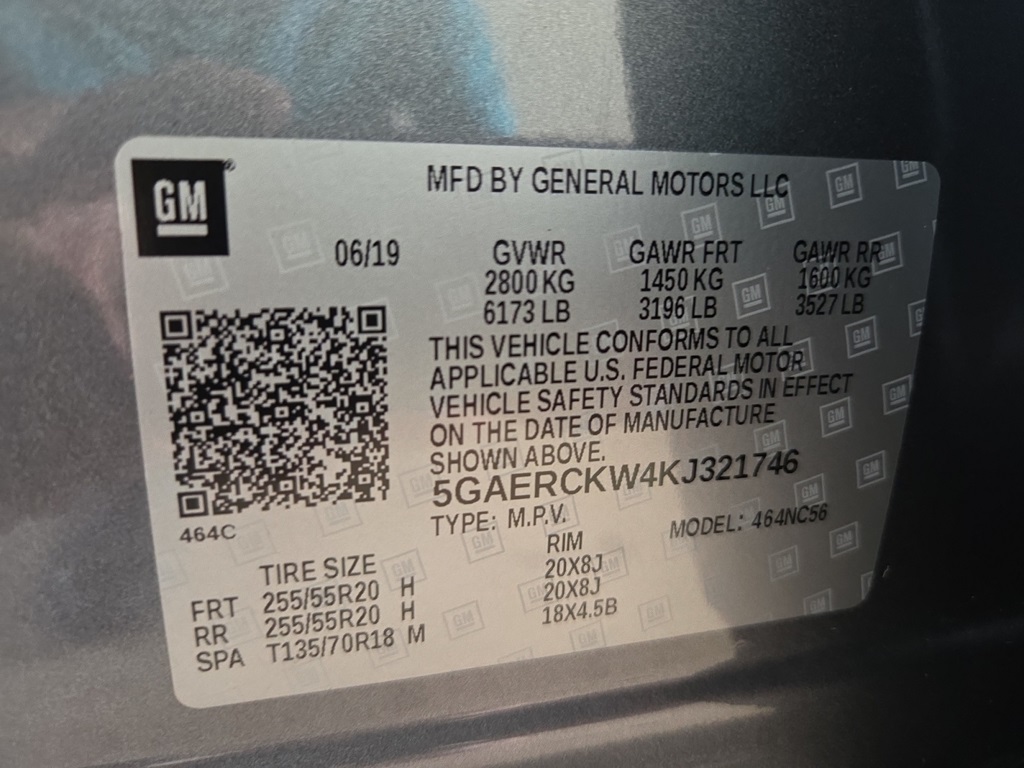 GM
MFD BY GENERAL MOTORS LLC
06/19 GVWR GAWR FRT GAWR RR
2800 KG 1450 KG 1600 KG
6173 LB 3196 LB 3527 LB
THIS VEHICLE CONFORMS TO ALL
APPLICABLE U.S. FEDERAL MOTOR
VEHICLE SAFETY STANDARDS IN EFFECT
ON THE DATE OF MANUFACTURE
SHOWN ABOVE.
5GAERCKW4KJ321746
TYPE: M.P.V. MODEL: 464NC56
464C
TIRE SIZE RIM
FRT 255/55R20 H 20X8J
RR 255/55R20 H 20X8J
SPA T135/70R18 M 18X4.5B